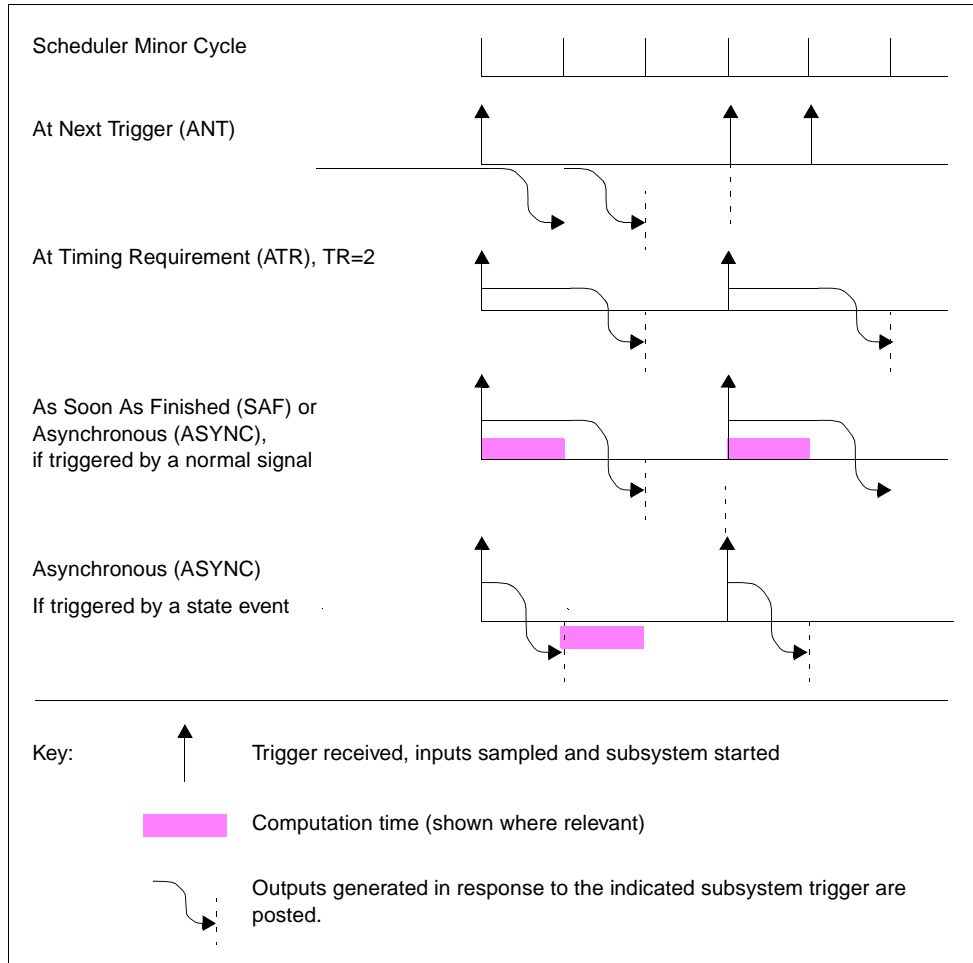 Scheduler Minor Cycle
At Next Trigger (ANT)
At Timing Requirement (ATR), TR=2
As Soon As Finished (SAF) or
Asynchronous (ASYNC),
if triggered by a normal signal
Asynchronous (ASYNC)
If triggered by a state event
Key:
Trigger received, inputs sampled and subsystem started
Computation time (shown where relevant)
Outputs generated in response to the indicated subsystem trigger are
posted.